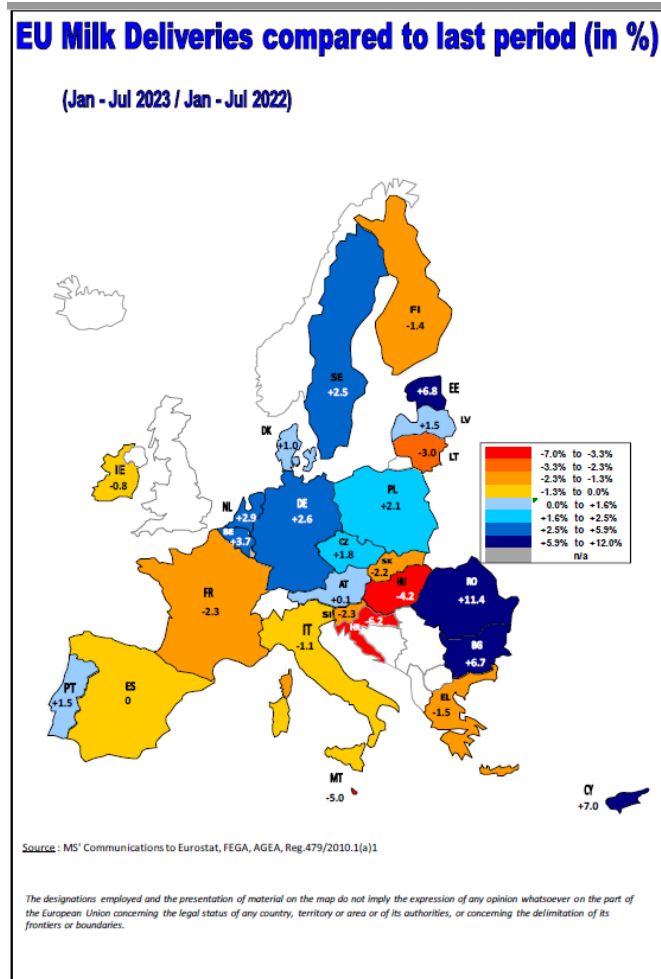 EU Milk Deliveries compared to last period (in %)
(Jan - Jul 2023 / Jan - Jul 2022)
FI
-1.4
SE
+2.5
+6.8 EE
+1.5 LV
DK
+1.0
-3.0 LT
IE
-0.8
NL
+2.9
BE
+3.7
DE
+2.6
PL
+2.1
CZ
+1.8
SK
-2.2
AT
+0.1
HU
-4.2
RO
+11.4
FR
-2.3
SI -2.3
HR -6.2
IT
-1.1
BG
+6.7
PT
+1.5
ES
0
EL
-1.5
MT
-5.0
CY
+7.0
-7.0% to -3.3%
-3.3% to -2.3%
-2.3% to -1.3%
-1.3% to 0.0%
0.0% to +1.6%
+1.6% to +2.5%
+2.5% to +5.9%
+5.9% to +12.0%
n/a
Source : MS' Communications to Eurostat, FEGA, AGEA, Reg.479/2010.1(a)1
The designations employed and the presentation of material on the map do not imply the expression of any opinion whatsoever on the part of
the European Union concerning the legal status of any country, territory or area or of its authorities, or concerning the delimitation of its
frontiers or boundaries.